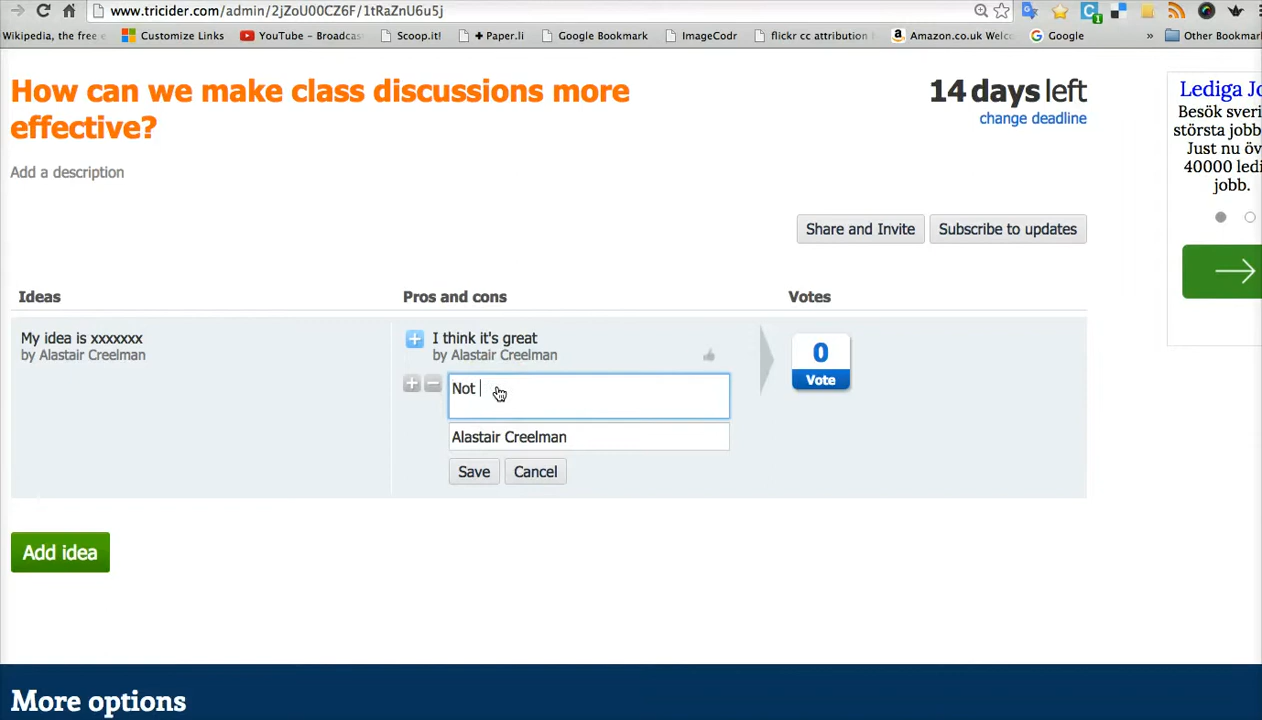 www.tricider.com/admin/2jZoU00CZ6F/1tRaZnU6u5j
Wikipedia, the free e
Customize Links
YouTube – Broadcas
Scoop.it!
+ Paper.li
Google Bookmark
ImageCodr
flickr cc attribution
Amazon.co.uk Welc
Google
»
Other Bookmar
How can we make class discussions more
effective?
14 days left
change deadline
Add a description
Share and Invite
Subscribe to updates
Ideas
Pros and cons
Votes
My idea is xxxxxxx
by Alastair Creelman
I think it's great
by Alastair Creelman
Not
Alastair Creelman
Save
Cancel
0
Vote
Add idea
More options
Lediga Jo
Besök sveri
största jobb
Just nu öv
40000 ledi
jobb.